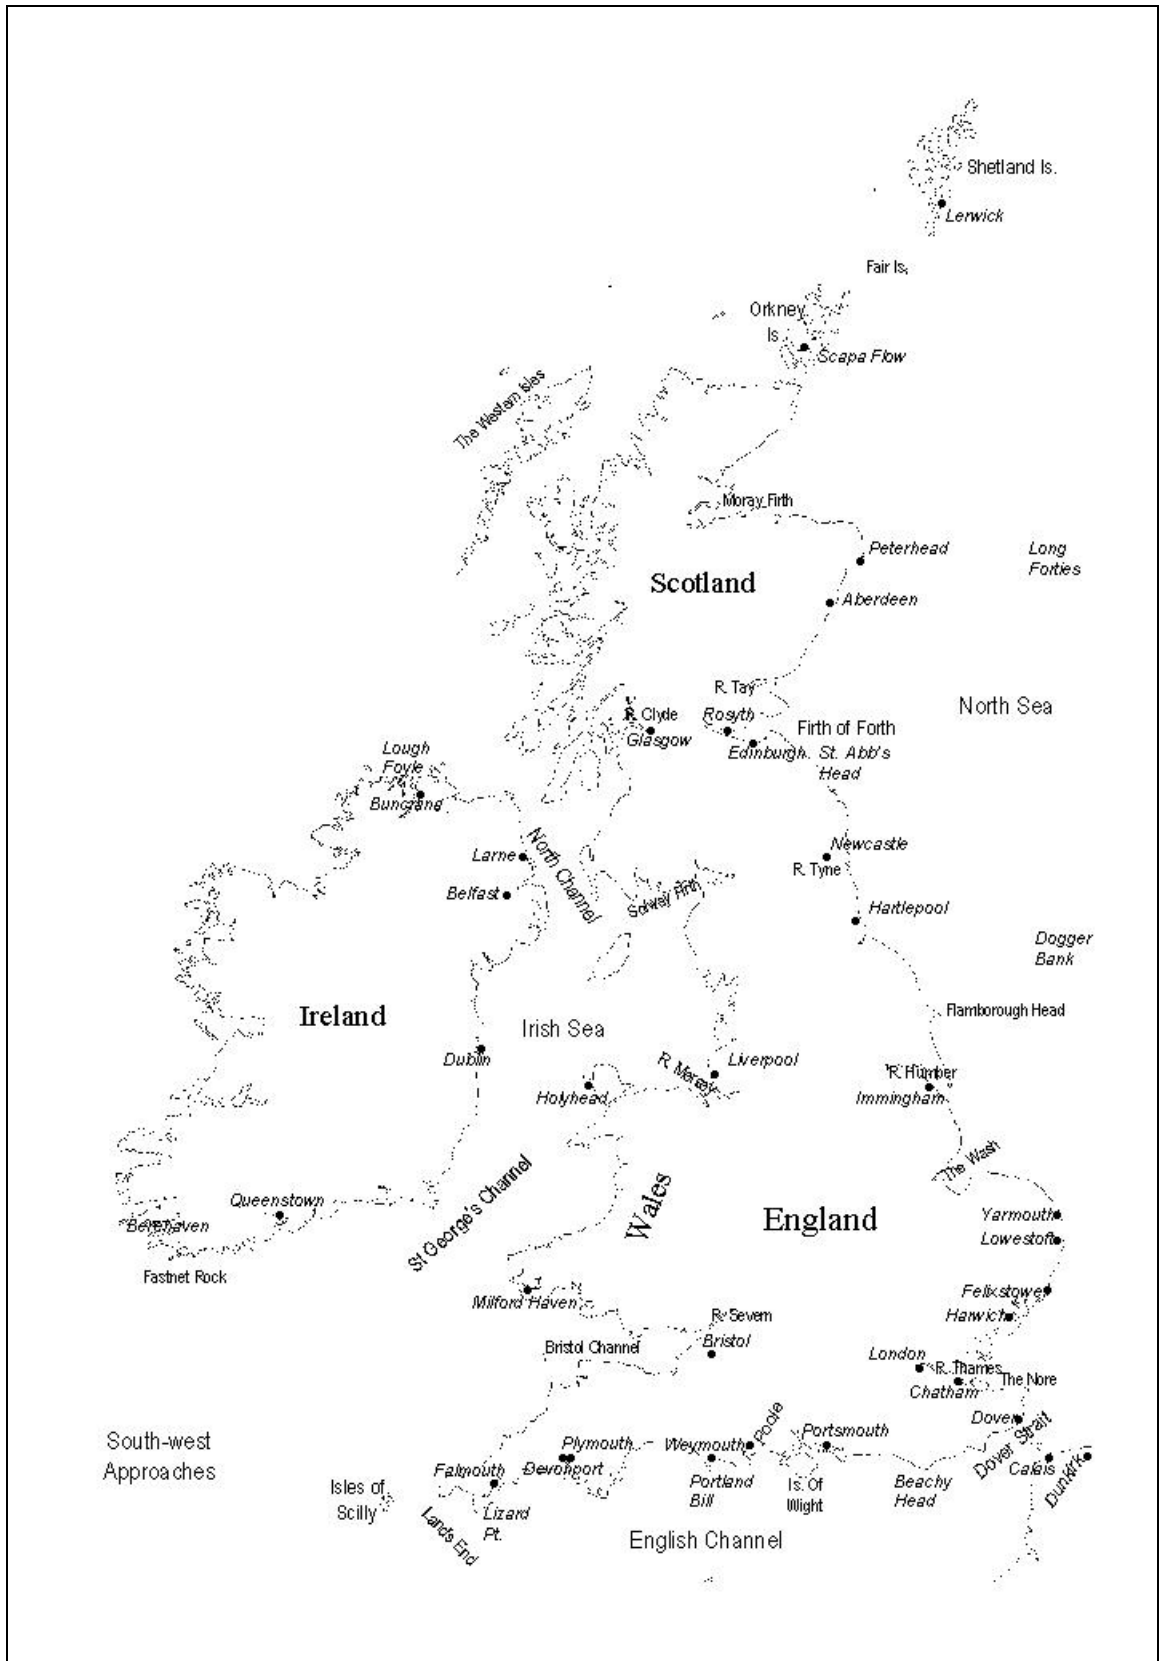 Shetland Is.
Lerwick
Fair Is,
Orkney
Is
Scapa Flow
The Western Isles
Moray Firth
Peterhead
Long
Forties
Scotland
Aberdeen
R. Tay
North Sea
R. Clyde
Rosyth
Glasgow
Firth of Forth
Edinburgh.
St. Abb's
Head
Lough
Foyle
Buncrana
North Channel
Larne
Newcastle
R. Tyne
Belfast
Solway Firth
Hartlepool
Dogger
Bank
Ireland
Irish Sea
Flamborough Head
Dublin
R. Mersey
Liverpool
Holyhead
R. Humber
Immingham
The Wash
St George's Channel
Wales
England
Queenstown
Berehaven
Yarmouth
Lowestoft
Fastnet Rock
Milford Haven
Felixstowe
Harwich
R. Severn
Bristol
Bristol Channel
London
R. Thames
Chatham
The Nore
Dover
Dover Strait
South-west
Approaches
Plymouth
Devonport
Weymouth
Poole
Portsmouth
Calais
Dunkirk
Falmouth
Isles of
Scilly
Portland
Bill
Is. Of
Wight
Beachy
Head
Lizard
Pt.
Lands End
English Channel